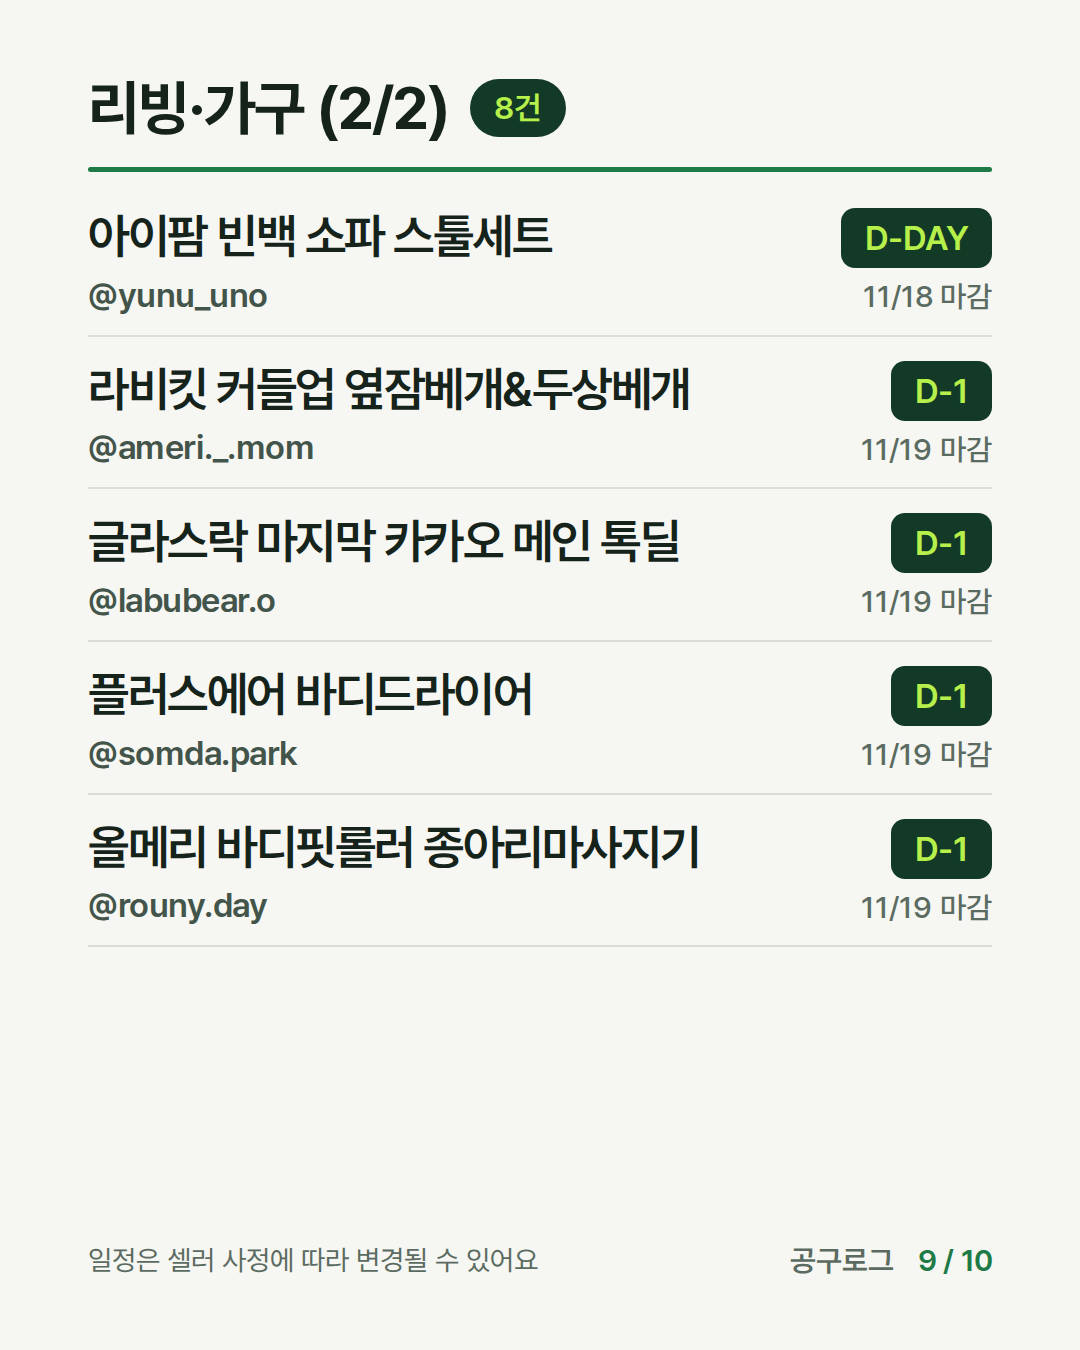 리빙·가구 (2/2) 8건
아이팜 빈백 소파 스툴세트 D-DAY
@yunu_uno 11/18 마감
라비킷 커들업 옆잠베개&두상베개 D-1
@ameri._.mom 11/19 마감
글라스락 마지막 카카오 메인 톡딜 D-1
@labubear.o 11/19 마감
플러스에어 바디드라이어 D-1
@somda.park 11/19 마감
올메리 바디핏롤러 종아리마사지기 D-1
@rouny.day 11/19 마감
일정은 셀러 사정에 따라 변경될 수 있어요 공구로그 9 / 10